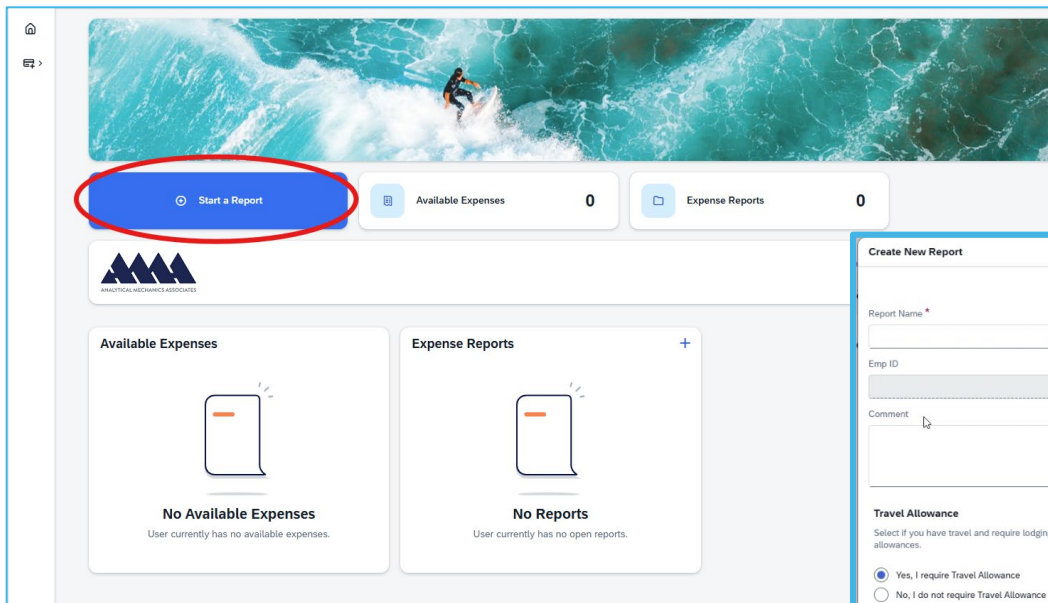 Start a Report
Available Expenses 0
Expense Reports 0
ANALYTICAL MECHANICS ASSOCIATES
Available Expenses
No Available Expenses
User currently has no available expenses.
Expense Reports +
No Reports
User currently has no open reports.
Create New Report
Report Name *
Emp ID
Comment
Travel Allowance
Select if you have travel and require lodging
allowances.
Yes, I require Travel Allowance
No, I do not require Travel Allowance